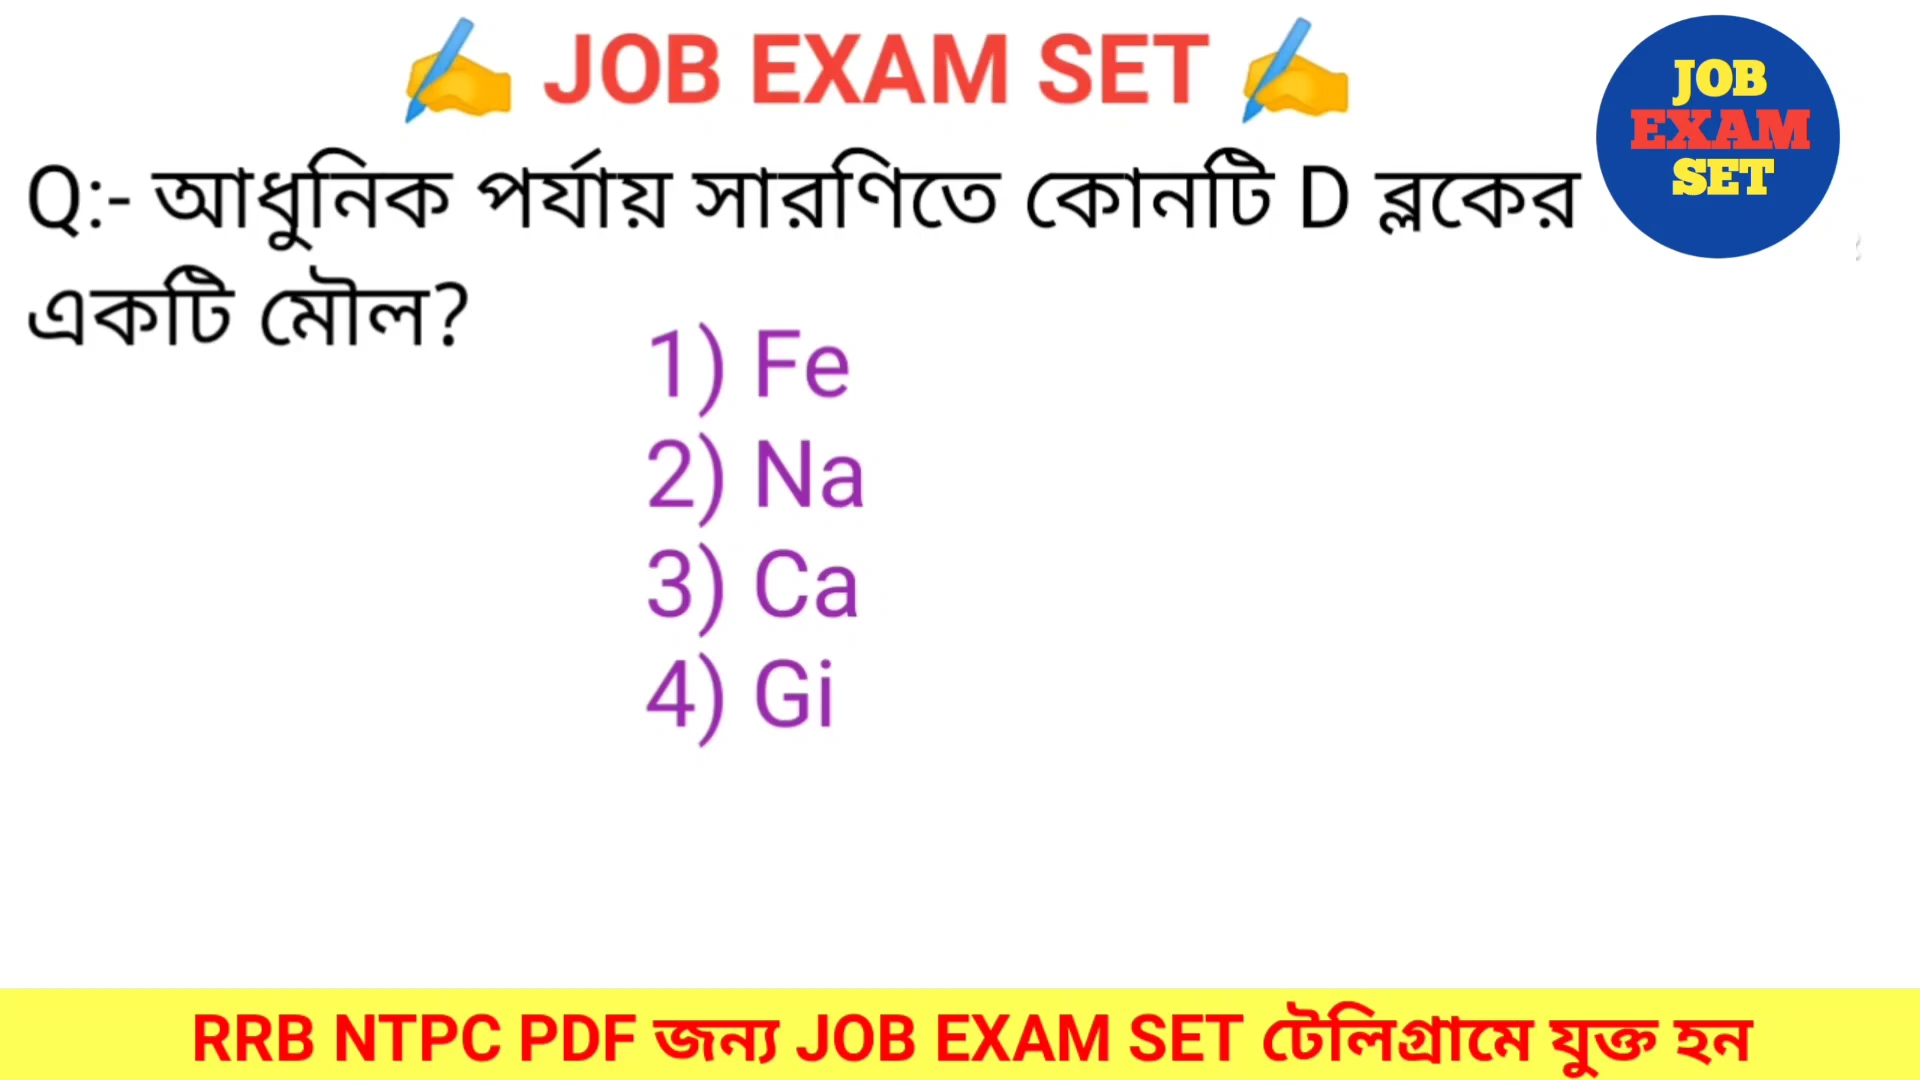 ✍️ JOB EXAM SET ✍️
JOB
EXAM
SET
Q:- আধুনিক পর্যায় সারণিতে কোনটি D ব্লকের
একটি মৌল?
1) Fe
2) Na
3) Ca
4) Gi
RRB NTPC PDF জন্য JOB EXAM SET টেলিগ্রামে যুক্ত হন